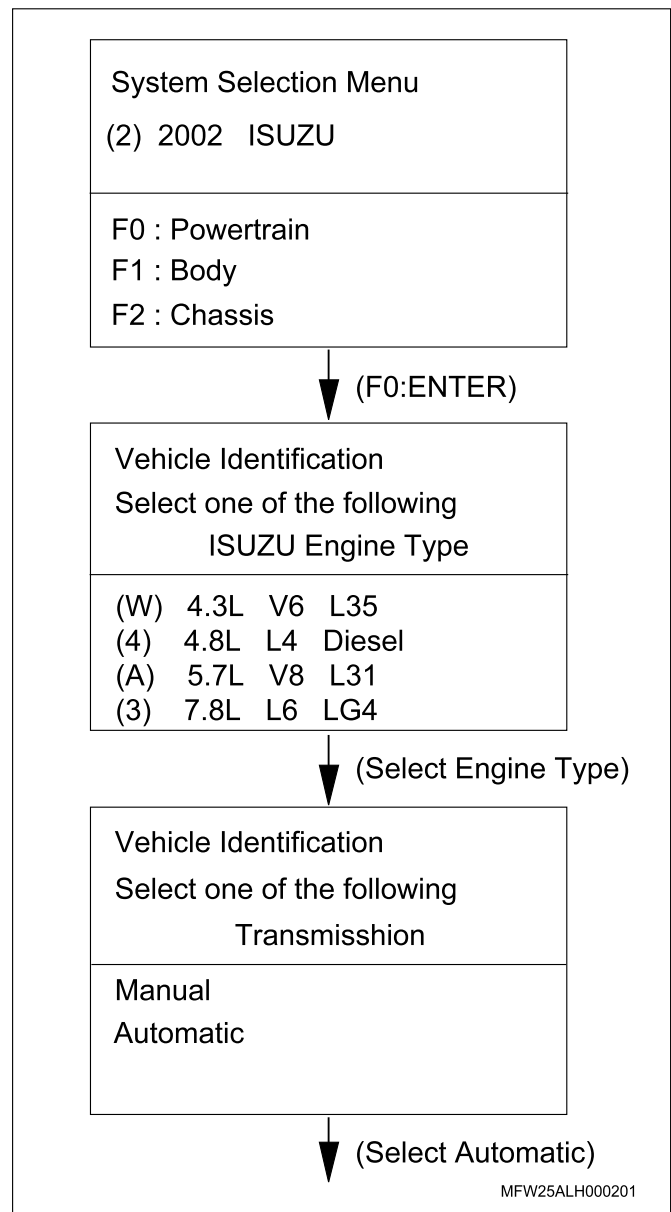 System Selection Menu
(2) 2002 ISUZU
F0 : Powertrain
F1 : Body
F2 : Chassis
(F0:ENTER)
Vehicle Identification
Select one of the following
ISUZU Engine Type
(W) 4.3L V6 L35
(4) 4.8L L4 Diesel
(A) 5.7L V8 L31
(3) 7.8L L6 LG4
(Select Engine Type)
Vehicle Identification
Select one of the following
Transmisshion
Manual
Automatic
(Select Automatic)
MFW25ALH000201